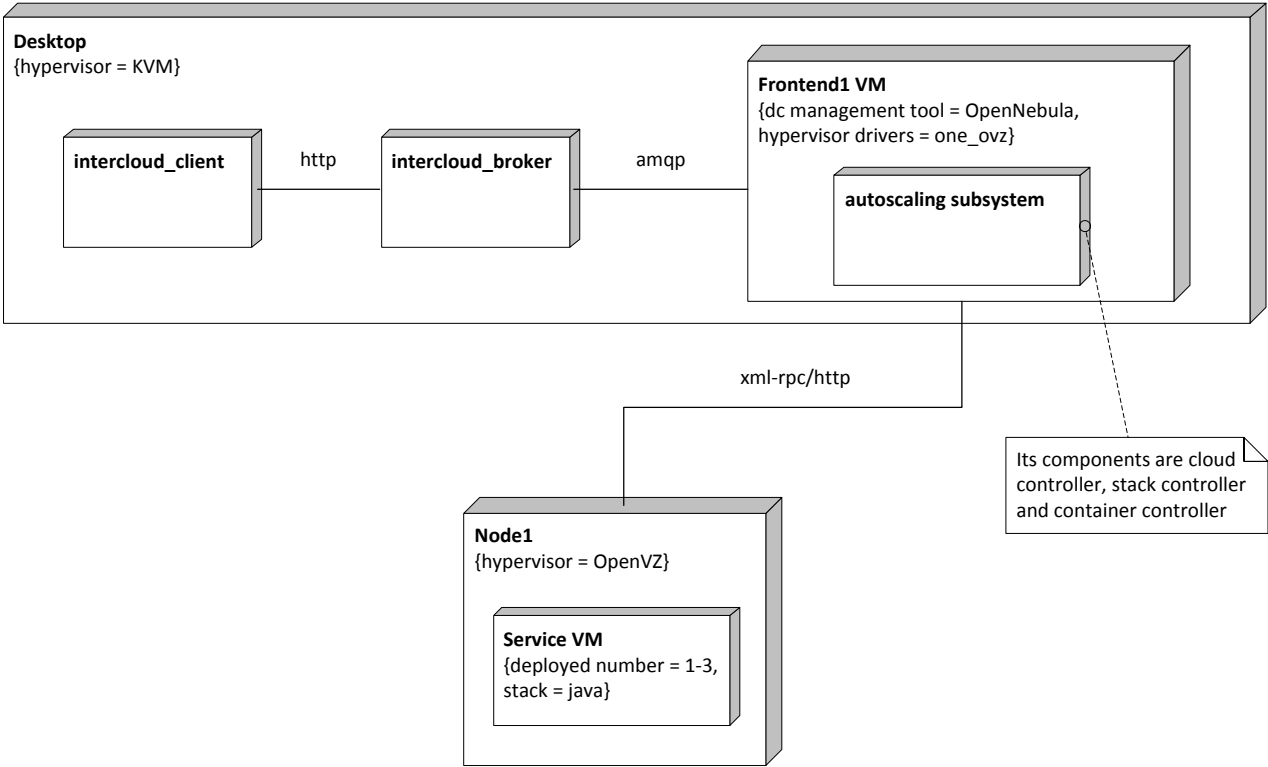 Desktop
{hypervisor = KVM}
intercloud_client
http
intercloud_broker
amqp
Frontend1 VM
{dc management tool = OpenNebula,
hypervisor drivers = one_ovz}
autoscaling subsystem
xml-rpc/http
Its components are cloud
controller, stack controller
and container controller
Node1
{hypervisor = OpenVZ}
Service VM
{deployed number = 1-3,
stack = java}